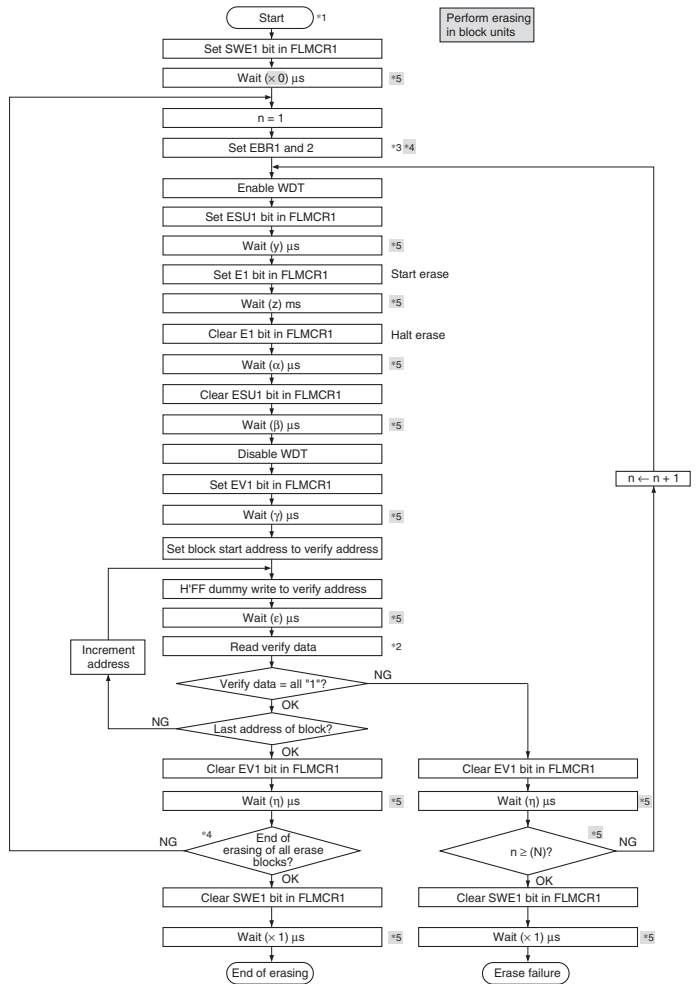 Start
*1
Perform erasing
in block units
Set SWE1 bit in FLMCR1
Wait (× 0) μs
*5
n = 1
Set EBR1 and 2
*3 *4
Enable WDT
Set ESU1 bit in FLMCR1
Wait (y) μs
*5
Set E1 bit in FLMCR1
Start erase
Wait (z) ms
*5
Clear E1 bit in FLMCR1
Halt erase
Wait (α) μs
*5
Clear ESU1 bit in FLMCR1
Wait (β) μs
*5
Disable WDT
Set EV1 bit in FLMCR1
n ← n + 1
Wait (γ) μs
*5
Set block start address to verify address
H'FF dummy write to verify address
Wait (ε) μs
*5
Increment
address
Read verify data
*2
Verify data = all "1"?
NG
OK
Last address of block?
NG
OK
Clear EV1 bit in FLMCR1
Clear EV1 bit in FLMCR1
Wait (η) μs
*5
Wait (η) μs
*5
NG
*4
End of
erasing of all erase
blocks?
*5
n ≥ (N)?
NG
OK
OK
Clear SWE1 bit in FLMCR1
Clear SWE1 bit in FLMCR1
Wait (× 1) μs
*5
Wait (× 1) μs
*5
End of erasing
Erase failure